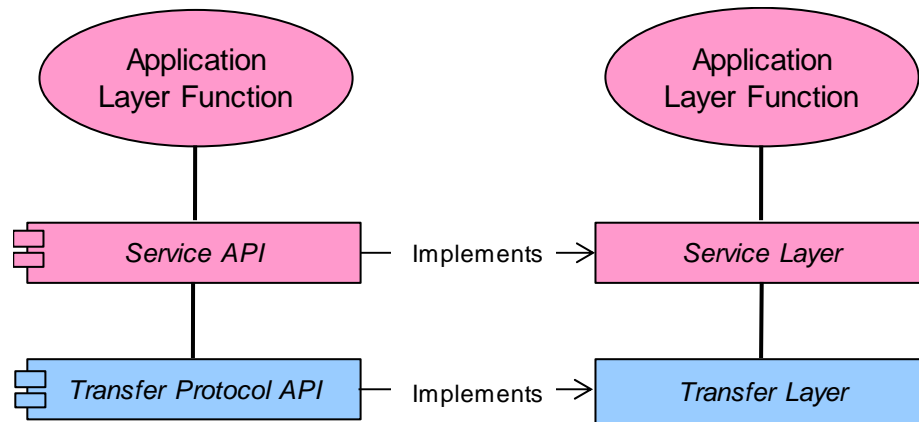 Application
Layer Function
Application
Layer Function
Service API
Implements
Service Layer
Transfer Protocol API
Implements
Transfer Layer